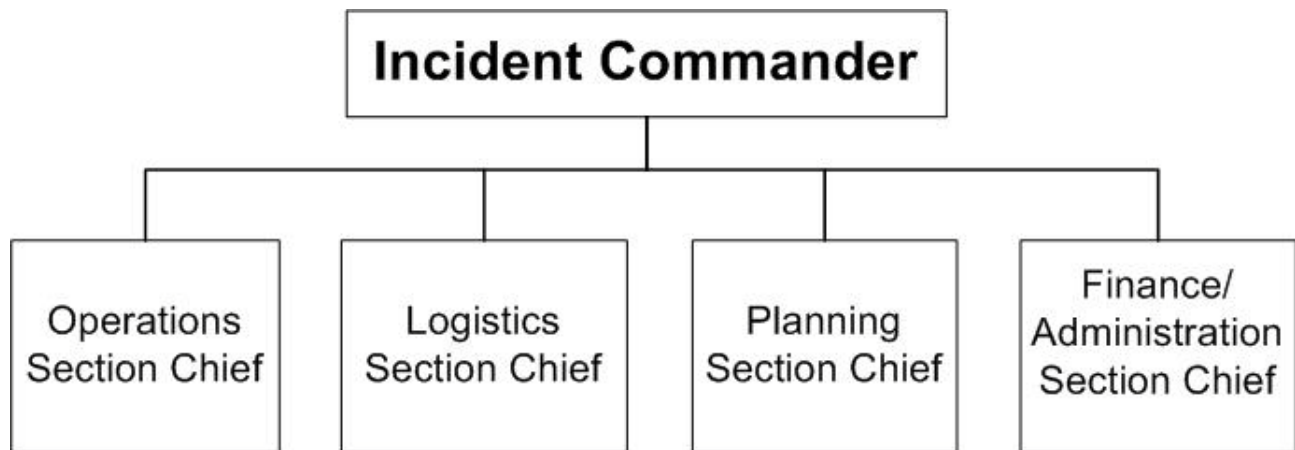 Incident Commander
Operations
Section Chief
Logistics
Section Chief
Planning
Section Chief
Finance/
Administration
Section Chief